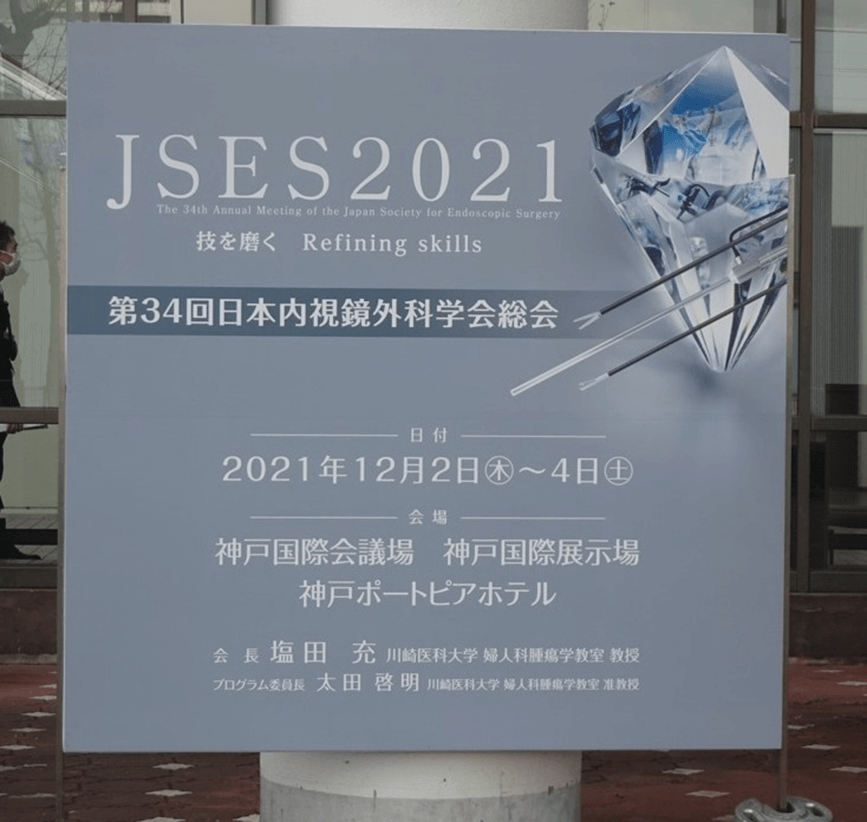 JSES2021
The 34th Annual Meeting of the Japan Society for Endoscopic Surgery
技を磨く Refining skills
第34回日本内視鏡外科学会総会
日付
2021年12月2日㊍～4日㊏
会場
神戸国際会議場 神戸国際展示場
神戸ポートピアホテル
会長 塩田 充 川崎医科大学 婦人科腫瘍学教室 教授
プログラム委員長 太田 啓明 川崎医科大学 婦人科腫瘍学教室 准教授